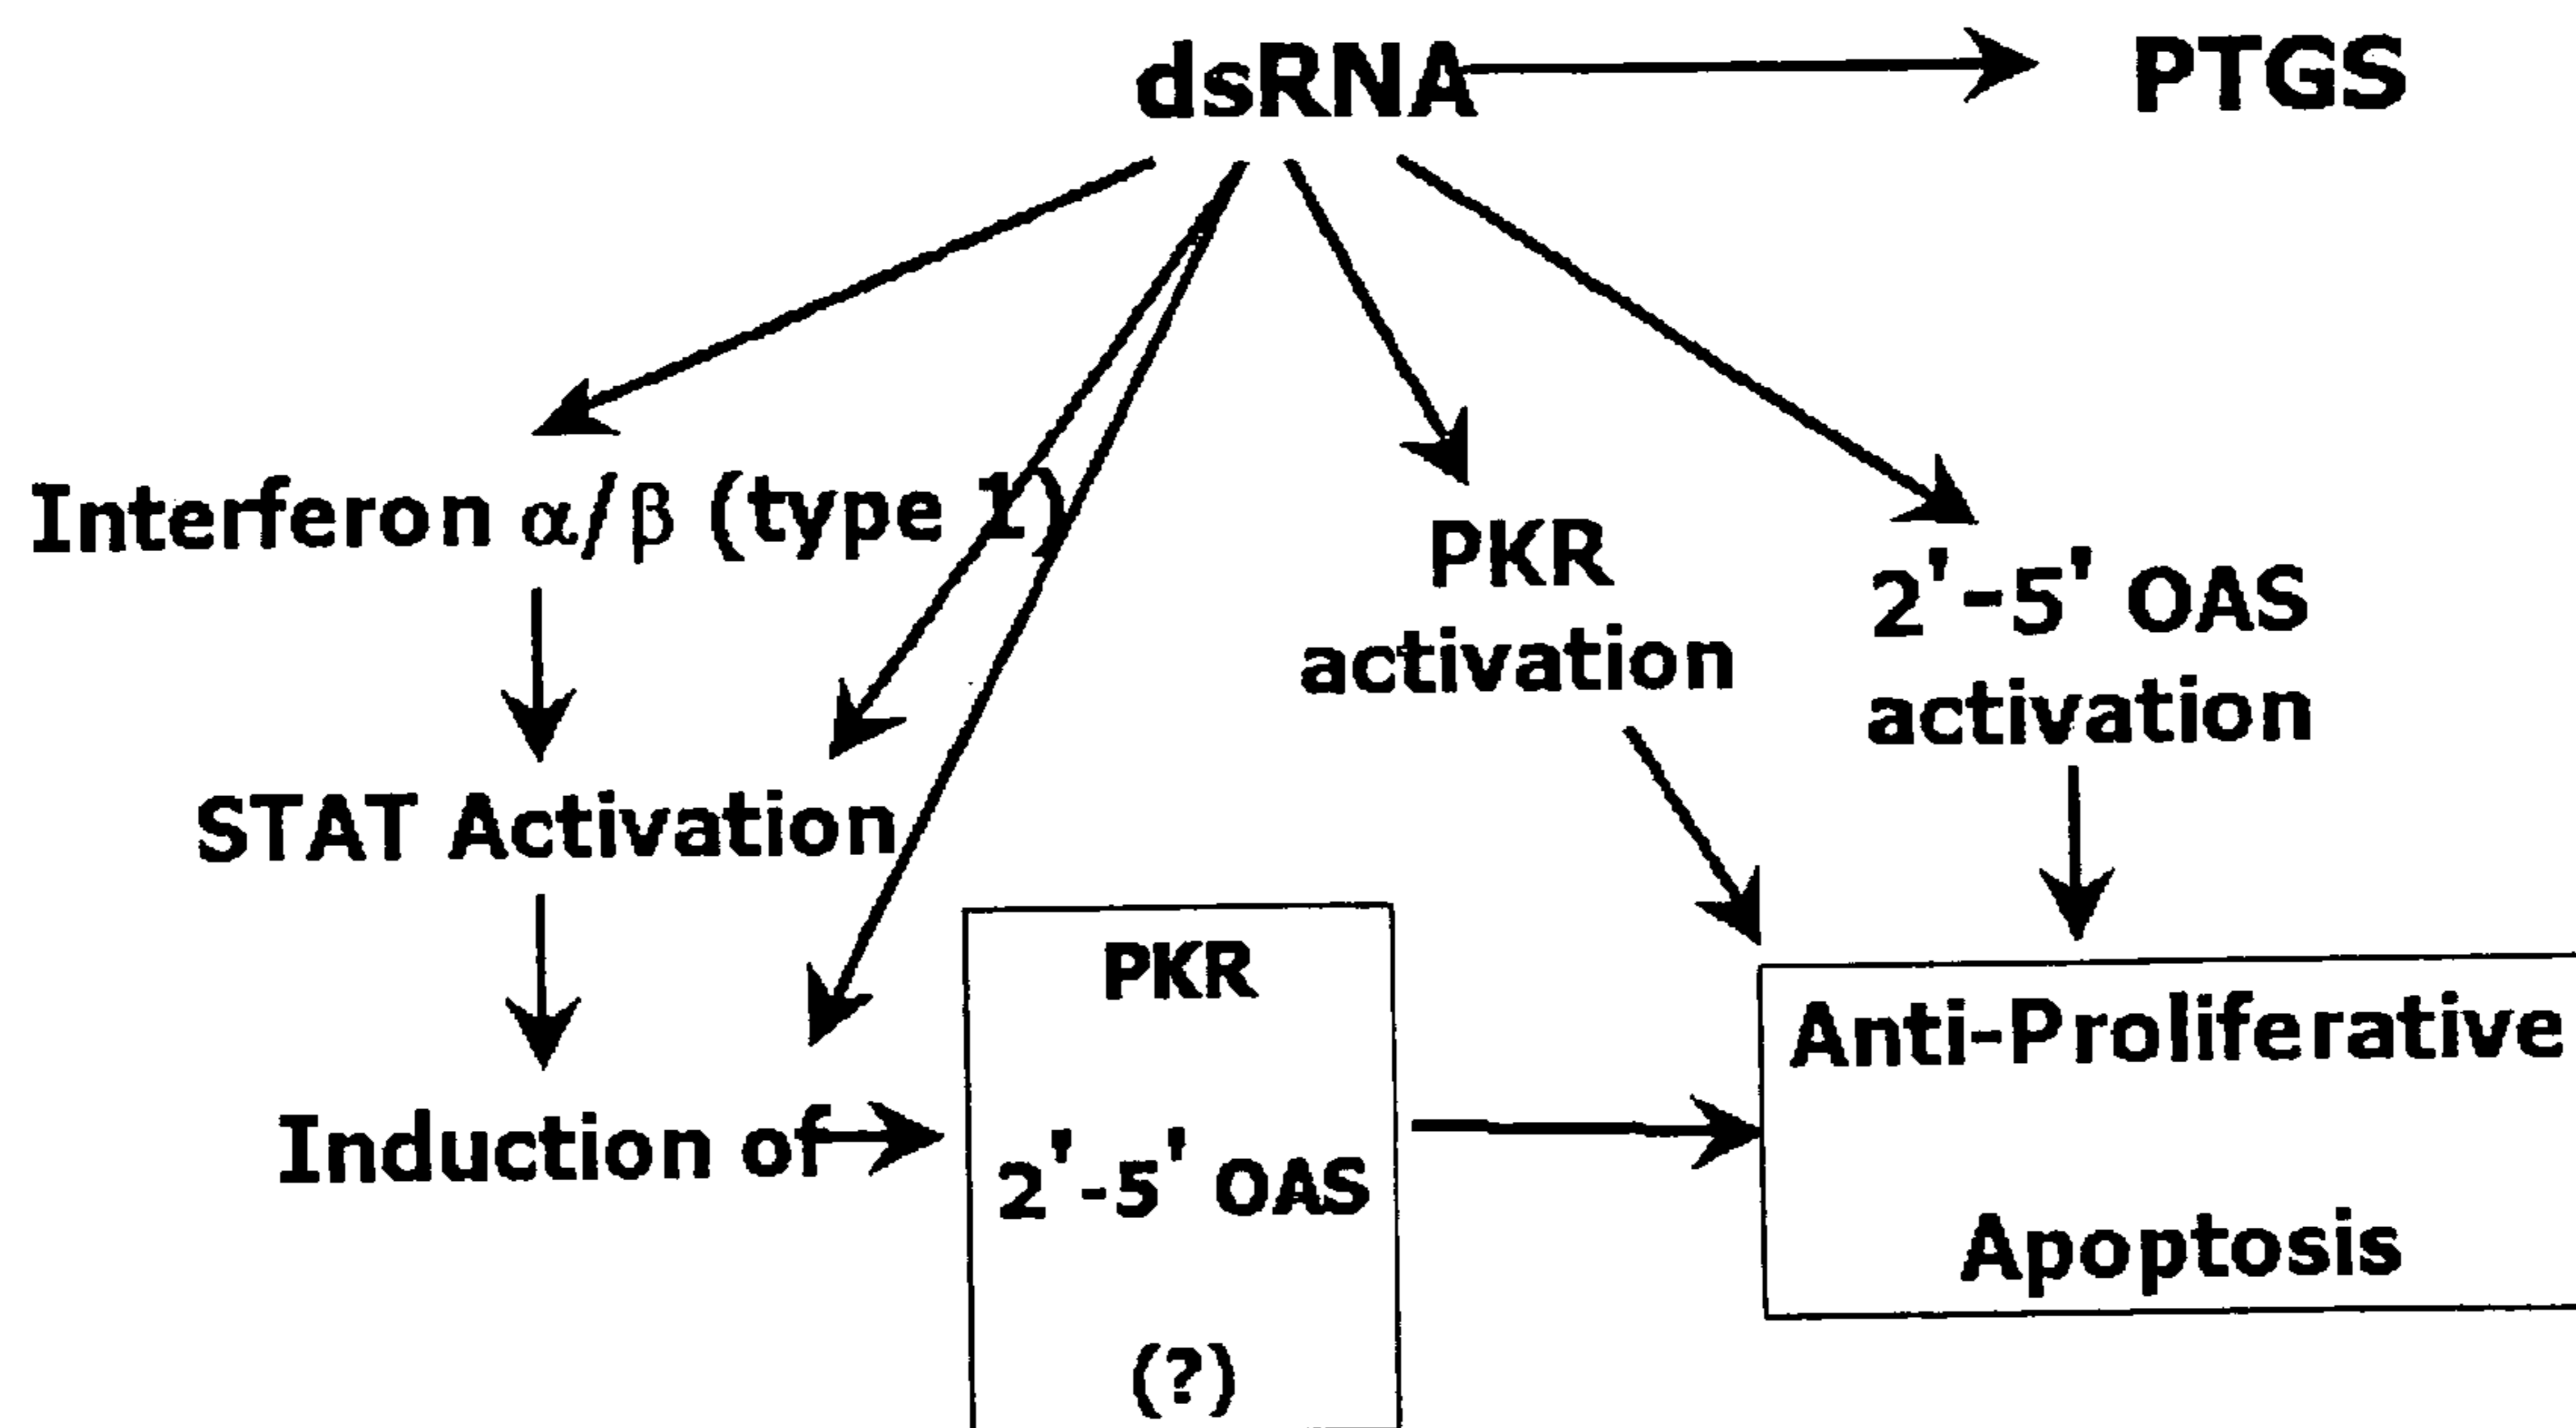 dsRNA
PTGS
Interferon α/β (type 1)
PKR
activation
2'-5' OAS
activation
STAT Activation
Induction of
PKR
2'-5' OAS
(?)
Anti-Proliferative
Apoptosis